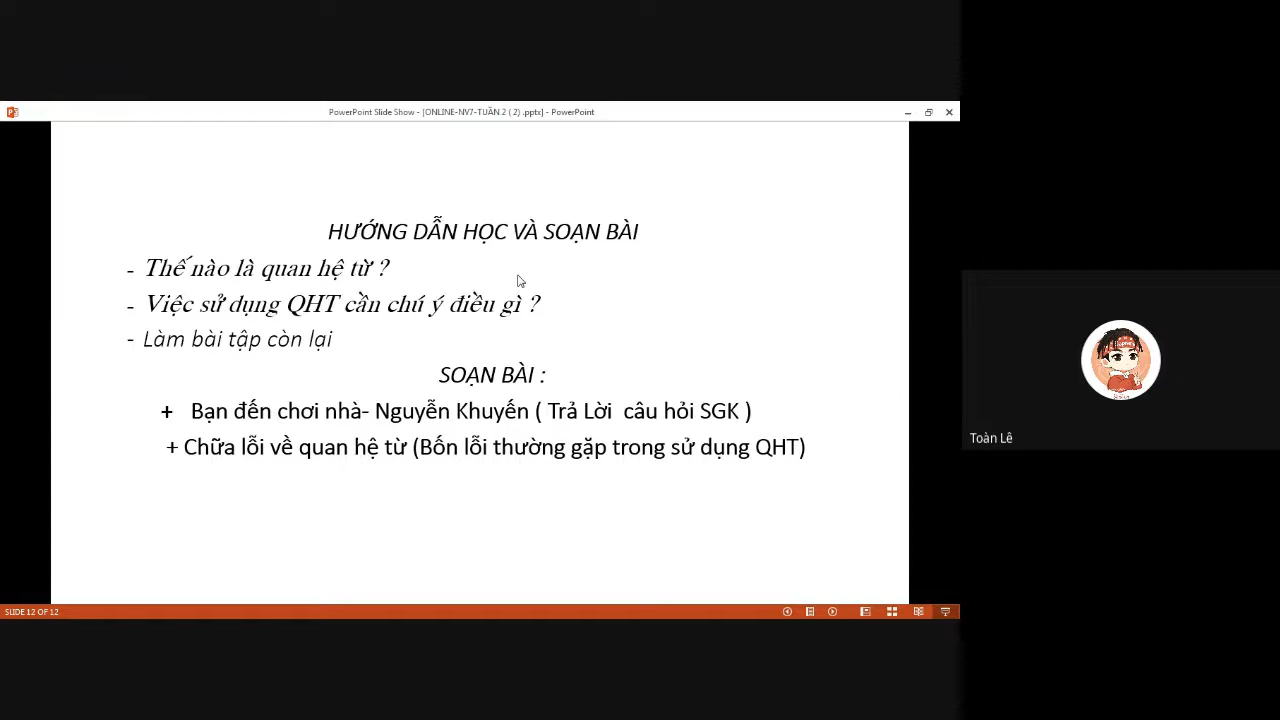 PowerPoint Slide Show - [ONLINE-NV7-TUẦN 2 ( 2) .pptx] - PowerPoint
HƯỚNG DẪN HỌC VÀ SOẠN BÀI
- Thế nào là quan hệ từ ?
- Việc sử dụng QHT cần chú ý điều gì ?
- Làm bài tập còn lại
SOẠN BÀI :
+ Bạn đến chơi nhà- Nguyễn Khuyến ( Trả Lời câu hỏi SGK )
+ Chữa lỗi về quan hệ từ (Bốn lỗi thường gặp trong sử dụng QHT)
Toàn Lê
SLIDE 12 OF 12